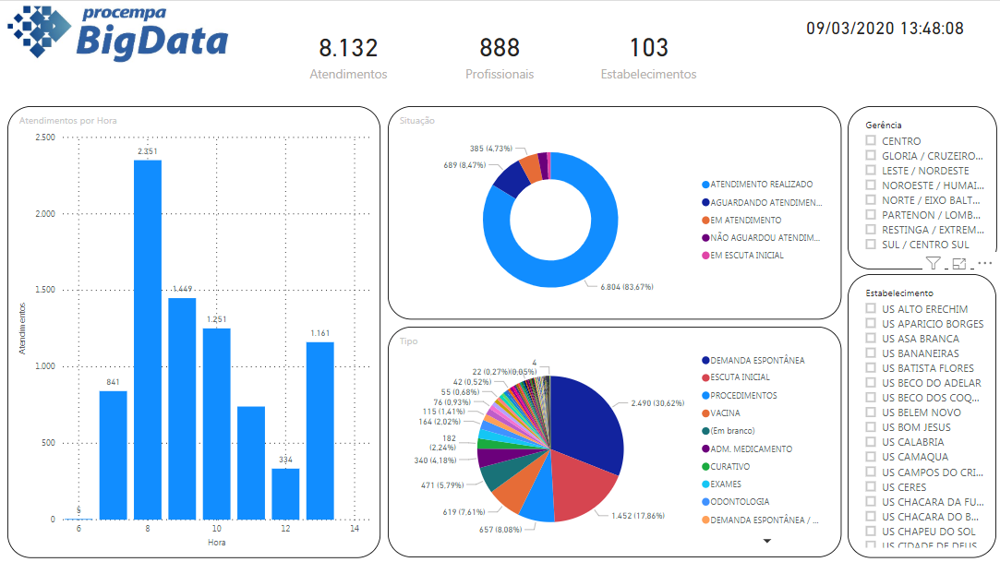 procempa
BigData
8.132
Atendimentos
888
Profissionais
103
Estabelecimentos
09/03/2020 13:48:08
Atendimentos por Hora
2.500
2.000
1.500
1.000
500
0
Atendimentos
841
2.351
1.449
1.251
334
1.161
6
8
10
12
14
Hora
Situação
385 (4,73%)
689 (8,47%)
6.804 (83,67%)
ATENDIMENTO REALIZADO
AGUARDANDO ATENDIMEN...
EM ATENDIMENTO
NÃO AGUARDOU ATENDIM...
EM ESCUTA INICIAL
Tipo
4
22 (0,27%)
(0,05%)
42 (0,52%)
55 (0,68%)
76 (0,93%)
115 (1,41%)
164 (2,02%)
182
(2,24%)
340 (4,18%)
471 (5,79%)
619 (7,61%)
657 (8,08%)
1.452 (17,86%)
2.490 (30,62%)
DEMANDA ESPONTÂNEA
ESCUTA INICIAL
PROCEDIMENTOS
VACINA
(Em branco)
ADM. MEDICAMENTO
CURATIVO
EXAMES
ODONTOLOGIA
DEMANDA ESPONTÂNEA / ...
Gerência
CENTRO
GLORIA / CRUZEIRO...
LESTE / NORDESTE
NOROESTE / HUMAI...
NORTE / EIXO BALT...
PARTENON / LOMB...
RESTINGA / EXTREM...
SUL / CENTRO SUL
Estabelecimento
US ALTO ERECHIM
US APARICIO BORGES
US ASA BRANCA
US BANANEIRAS
US BATISTA FLORES
US BECO DO ADELAR
US BECO DOS COQ...
US BELEM NOVO
US BOM JESUS
US CALABRIA
US CAMAQUA
US CAMPOS DO CRI...
US CERES
US CHACARA DA FU...
US CHACARA DO B...
US CHAPEU DO SOL
US CIDADE DE DEUS